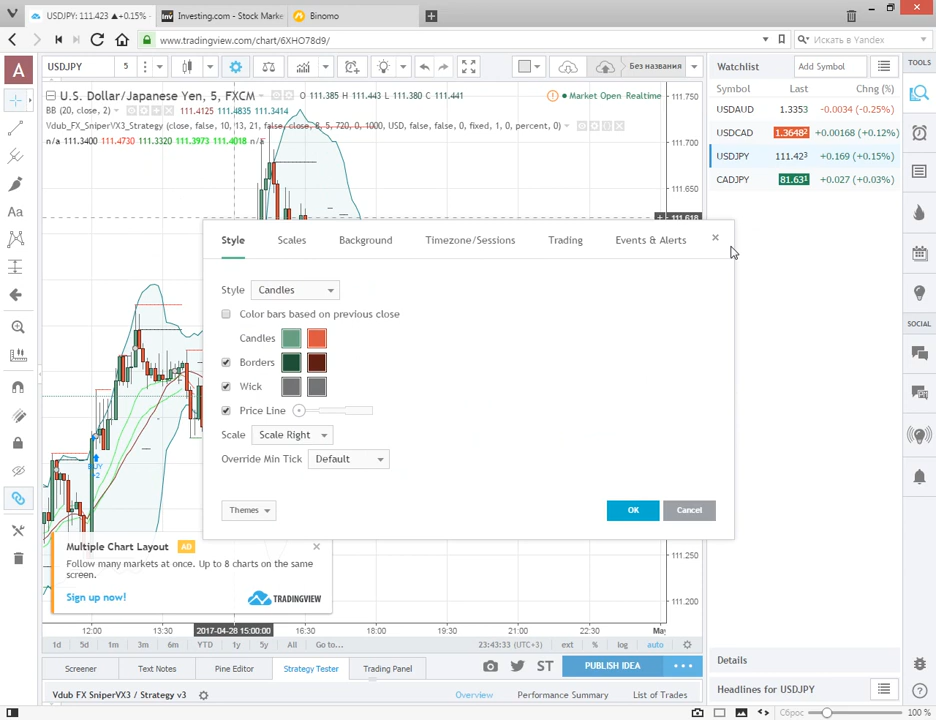 USDJPY: 111.423 ▲+0.15%
Investing.com - Stock Marke
Binomo
www.tradingview.com/chart/6XHO78d9/
Искать в Yandex
A
USDJPY
5
Без названия
Watchlist
Add Symbol
TOOLS
U.S. Dollar/Japanese Yen, 5, FXCM
O 111.385 H 111.443 L 111.380 C 111.441
Market Open Realtime
111.750
Symbol Last Chng (%)
BB (20, close, 2)
111.4125 111.4835 111.3414
USDAUD 1.3353 -0.0034 (-0.25%)
Vdub_FX_SniperVX3_Strategy (close, false, 10, 13, 21, false, close, 8, 5, 720, 0, 1000, USD, false, false, 0, fixed, 1, 0, percent, 0)
USDCAD 1.3648² +0.00168 (+0.12%)
n/a 111.3400 111.4730 111.3320 111.3973 111.4018 n/a
111.700
USDJPY 111.42³ +0.169 (+0.15%)
CADJPY 81.63¹ +0.027 (+0.03%)
111.650
111.618
Aa
Style
Scales
Background
Timezone/Sessions
Trading
Events & Alerts
Style Candles
Color bars based on previous close
Candles
Borders
Wick
Price Line
Scale Scale Right
Override Min Tick Default
Themes
OK
Cancel
SOCIAL
BUY
Multiple Chart Layout AD
Follow many markets at once. Up to 8 charts on the same
screen.
Sign up now!
TRADINGVIEW
111.250
111.200
12:00
2017-04-28 15:00:00
16:30
18:00
19:30
21:00
22:30
May
1d 5d 1m 3m 6m YTD 1y 5y All Go to...
23:43:33 (UTC+3)
ext % log auto
Details
Screener
Text Notes
Pine Editor
Strategy Tester
Trading Panel
ST
PUBLISH IDEA
Headlines for USDJPY
Vdub FX SniperVX3 / Strategy v3
Overview
Performance Summary
List of Trades
Сброс
100 %